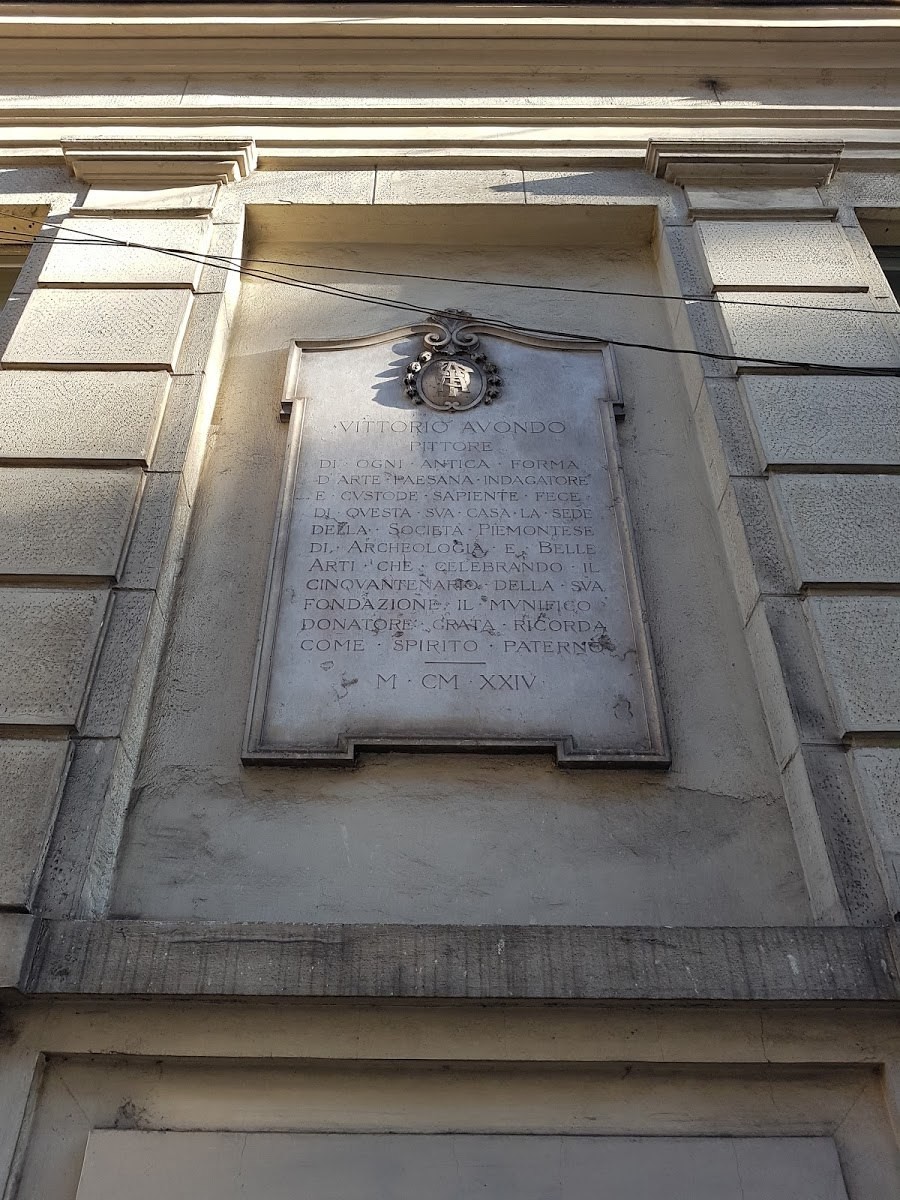 ·VITTORIO AVONDO
PITTORE
DI · OGNI · ANTICA · FORMA
D'ARTE · PAESANA · INDAGATORE
E · CVSTODE · SAPIENTE · FECE ·
DI · QVESTA · SVA · CASA · LA · SEDE
DELLA · SOCIETÀ · PIEMONTESE
DI · ARCHEOLOGIA · E · BELLE
ARTI · CHE · CELEBRANDO · IL
CINQVANTENARIO · DELLA · SVA
FONDAZIONE · IL · MVNIFICO
DONATORE · GRATA · RICORDA
COME · SPIRITO · PATERNO
M · CM · XXIV·